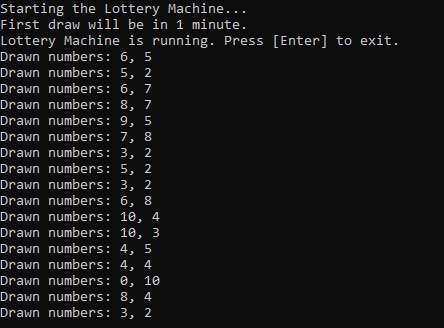 Starting the Lottery Machine...
First draw will be in 1 minute.
Lottery Machine is running. Press [Enter] to exit.
Drawn numbers: 6, 5
Drawn numbers: 5, 2
Drawn numbers: 6, 7
Drawn numbers: 8, 7
Drawn numbers: 9, 5
Drawn numbers: 7, 8
Drawn numbers: 3, 2
Drawn numbers: 5, 2
Drawn numbers: 3, 2
Drawn numbers: 6, 8
Drawn numbers: 10, 4
Drawn numbers: 10, 3
Drawn numbers: 4, 5
Drawn numbers: 4, 4
Drawn numbers: 0, 10
Drawn numbers: 8, 4
Drawn numbers: 3, 2